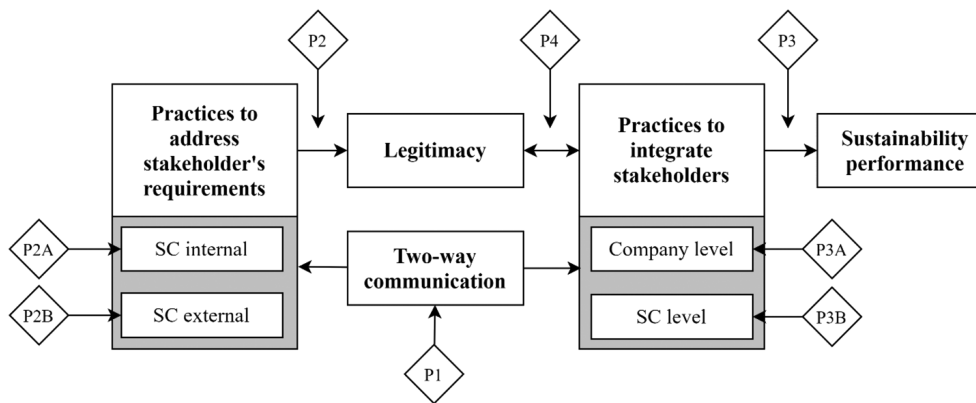 P2
P4
P3
Practices to
address
stakeholder's
requirements
Legitimacy
Practices to
integrate
stakeholders
Sustainability
performance
P2A
SC internal
Two-way
communication
Company level
P3A
P2B
SC external
SC level
P3B
P1